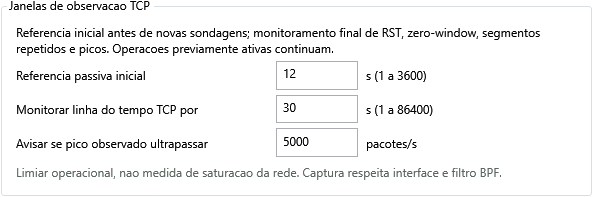 Janelas de observacao TCP
Referencia inicial antes de novas sondagens; monitoramento final de RST, zero-window, segmentos
repetidos e picos. Operacoes previamente ativas continuam.
Referencia passiva inicial 12 s (1 a 3600)
Monitorar linha do tempo TCP por 30 s (1 a 86400)
Avisar se pico observado ultrapassar 5000 pacotes/s
Limiar operacional, nao medida de saturacao da rede. Captura respeita interface e filtro BPF.